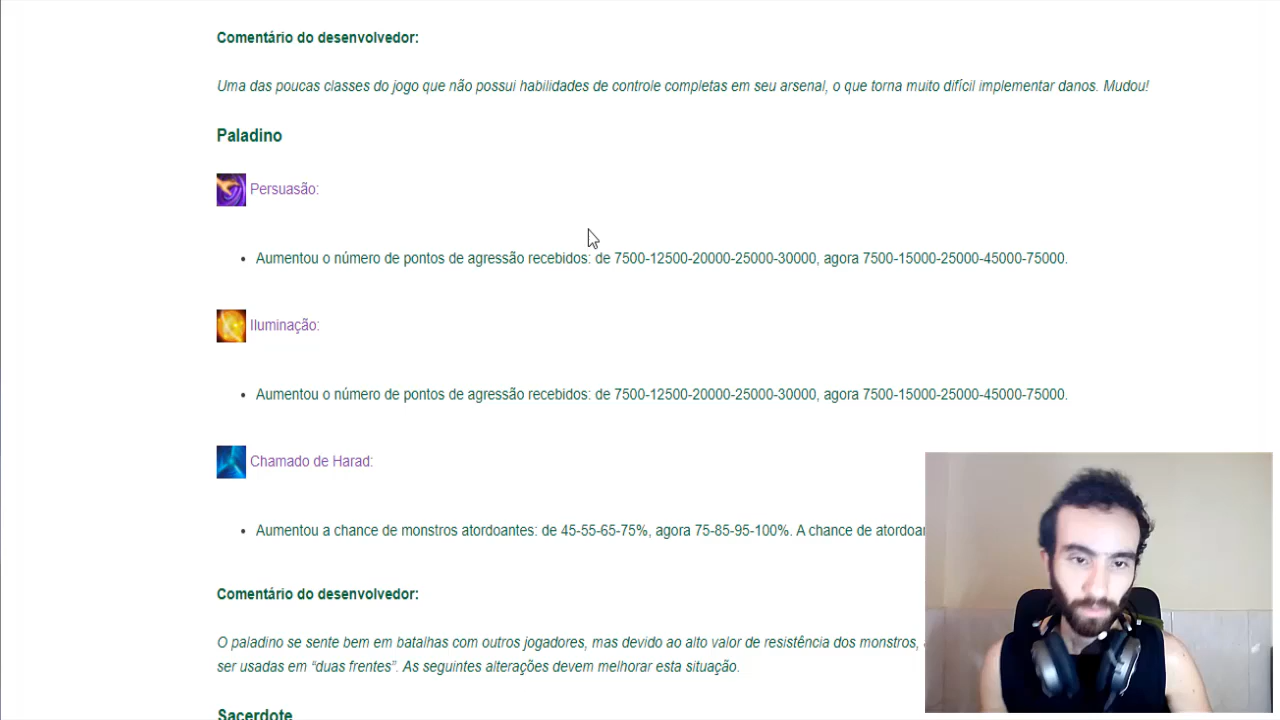 Comentário do desenvolvedor:
Uma das poucas classes do jogo que não possui habilidades de controle completas em seu arsenal, o que torna muito difícil implementar danos. Mudou!
Paladino
Persuasão:
• Aumentou o número de pontos de agressão recebidos: de 7500-12500-20000-25000-30000, agora 7500-15000-25000-45000-75000.
Iluminação:
• Aumentou o número de pontos de agressão recebidos: de 7500-12500-20000-25000-30000, agora 7500-15000-25000-45000-75000.
Chamado de Harad:
• Aumentou a chance de monstros atordoantes: de 45-55-65-75%, agora 75-85-95-100%. A chance de atordoar
Comentário do desenvolvedor:
O paladino se sente bem em batalhas com outros jogadores, mas devido ao alto valor de resistência dos monstros,
ser usadas em “duas frentes”. As seguintes alterações devem melhorar esta situação.
Sacerdote